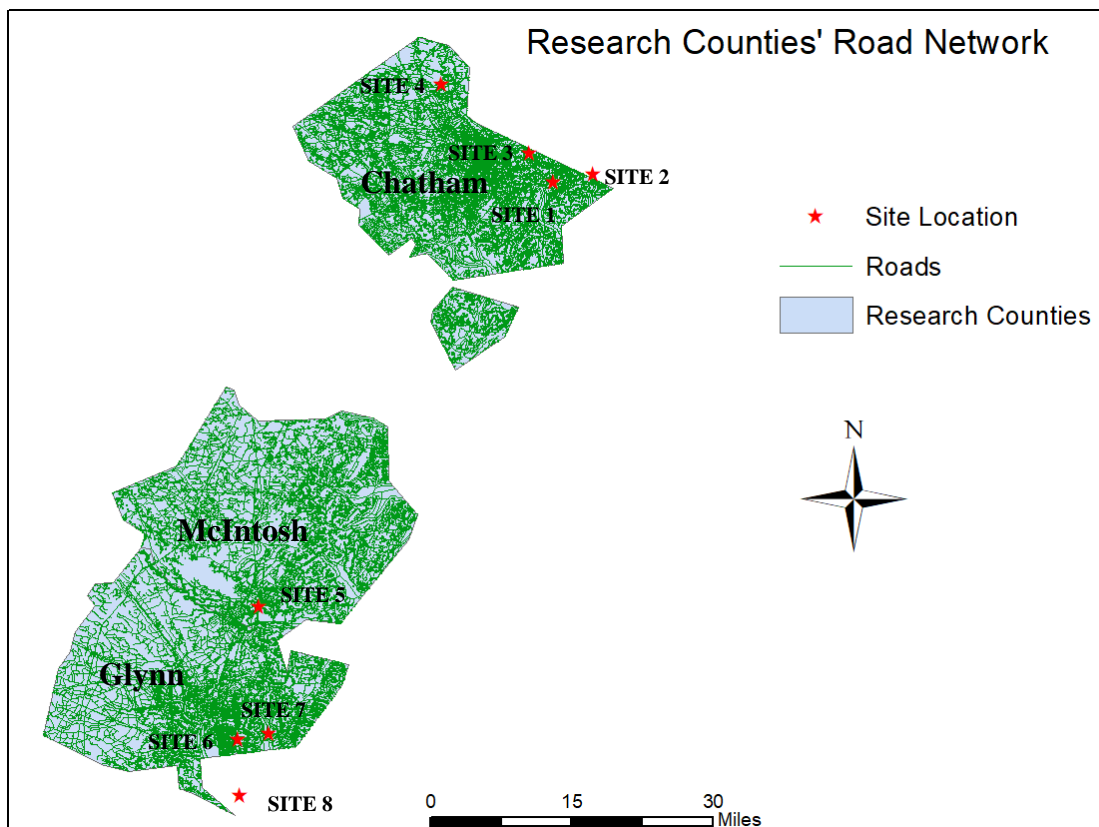 Research Counties' Road Network
SITE 4
SITE 3
SITE 2
Chatham
SITE 1
Site Location
Roads
Research Counties
N
McIntosh
SITE 5
Glynn
SITE 7
SITE 6
SITE 8
0 15 30
Miles